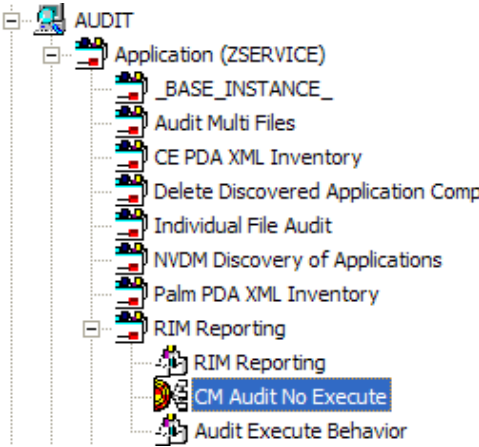 AUDIT
Application (ZSERVICE)
_BASE_INSTANCE_
Audit Multi Files
CE PDA XML Inventory
Delete Discovered Application Comp
Individual File Audit
NVDM Discovery of Applications
Palm PDA XML Inventory
RIM Reporting
RIM Reporting
CM Audit No Execute
Audit Execute Behavior